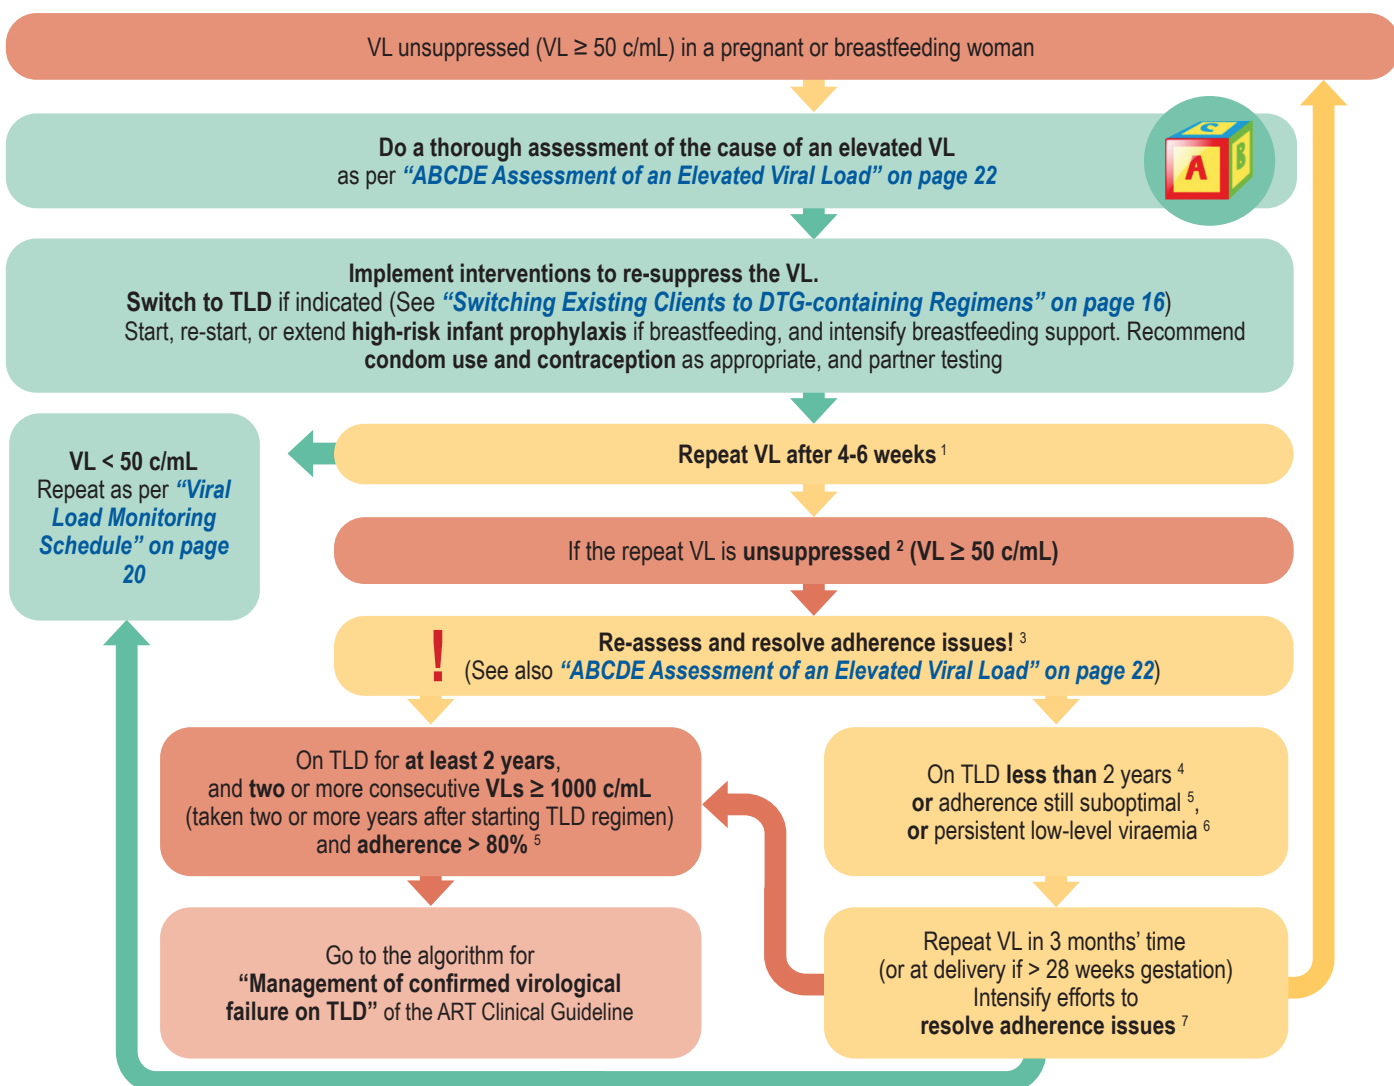 VL unsuppressed (VL ≥ 50 c/mL) in a pregnant or breastfeeding woman
Do a thorough assessment of the cause of an elevated VL
as per “ABCDE Assessment of an Elevated Viral Load” on page 22
C
A
B
Implement interventions to re-suppress the VL.
Switch to TLD if indicated (See “Switching Existing Clients to DTG-containing Regimens” on page 16)
Start, re-start, or extend high-risk infant prophylaxis if breastfeeding, and intensify breastfeeding support. Recommend
condom use and contraception as appropriate, and partner testing
VL < 50 c/mL
Repeat as per “Viral
Load Monitoring
Schedule” on page
20
Repeat VL after 4-6 weeks 1
If the repeat VL is unsuppressed 2 (VL ≥ 50 c/mL)
!
Re-assess and resolve adherence issues! 3
(See also “ABCDE Assessment of an Elevated Viral Load” on page 22)
On TLD for at least 2 years,
and two or more consecutive VLs ≥ 1000 c/mL
(taken two or more years after starting TLD regimen)
and adherence > 80% 5
On TLD less than 2 years 4
or adherence still suboptimal 5,
or persistent low-level viraemia 6
Go to the algorithm for
“Management of confirmed virological
failure on TLD” of the ART Clinical Guideline
Repeat VL in 3 months’ time
(or at delivery if > 28 weeks gestation)
Intensify efforts to
resolve adherence issues 7